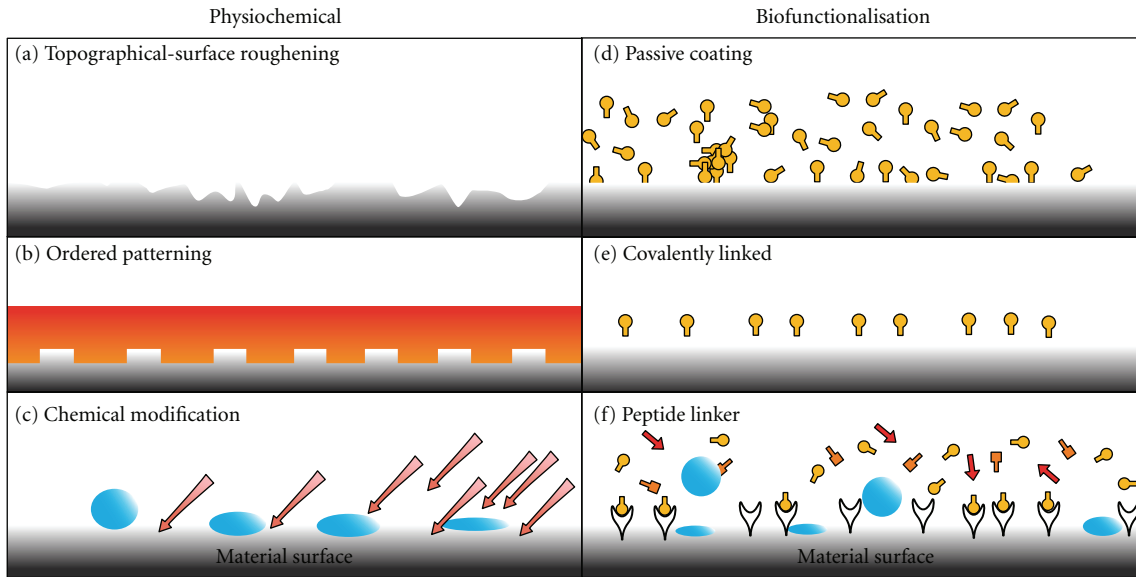 Physiochemical
Biofunctionalisation
(a) Topographical-surface roughening
(d) Passive coating
(b) Ordered patterning
(e) Covalently linked
(c) Chemical modification
(f) Peptide linker
Material surface
Material surface